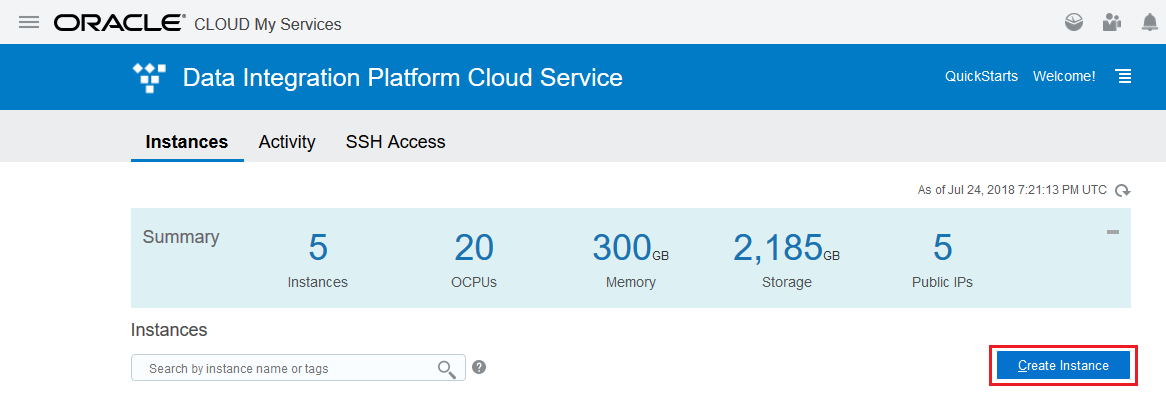 ORACLE® CLOUD My Services
Data Integration Platform Cloud Service
QuickStarts Welcome!
Instances Activity SSH Access
As of Jul 24, 2018 7:21:13 PM UTC
Summary
5 20 300GB 2,185GB 5
Instances OCPUs Memory Storage Public IPs
Instances
Search by instance name or tags ?
Create Instance